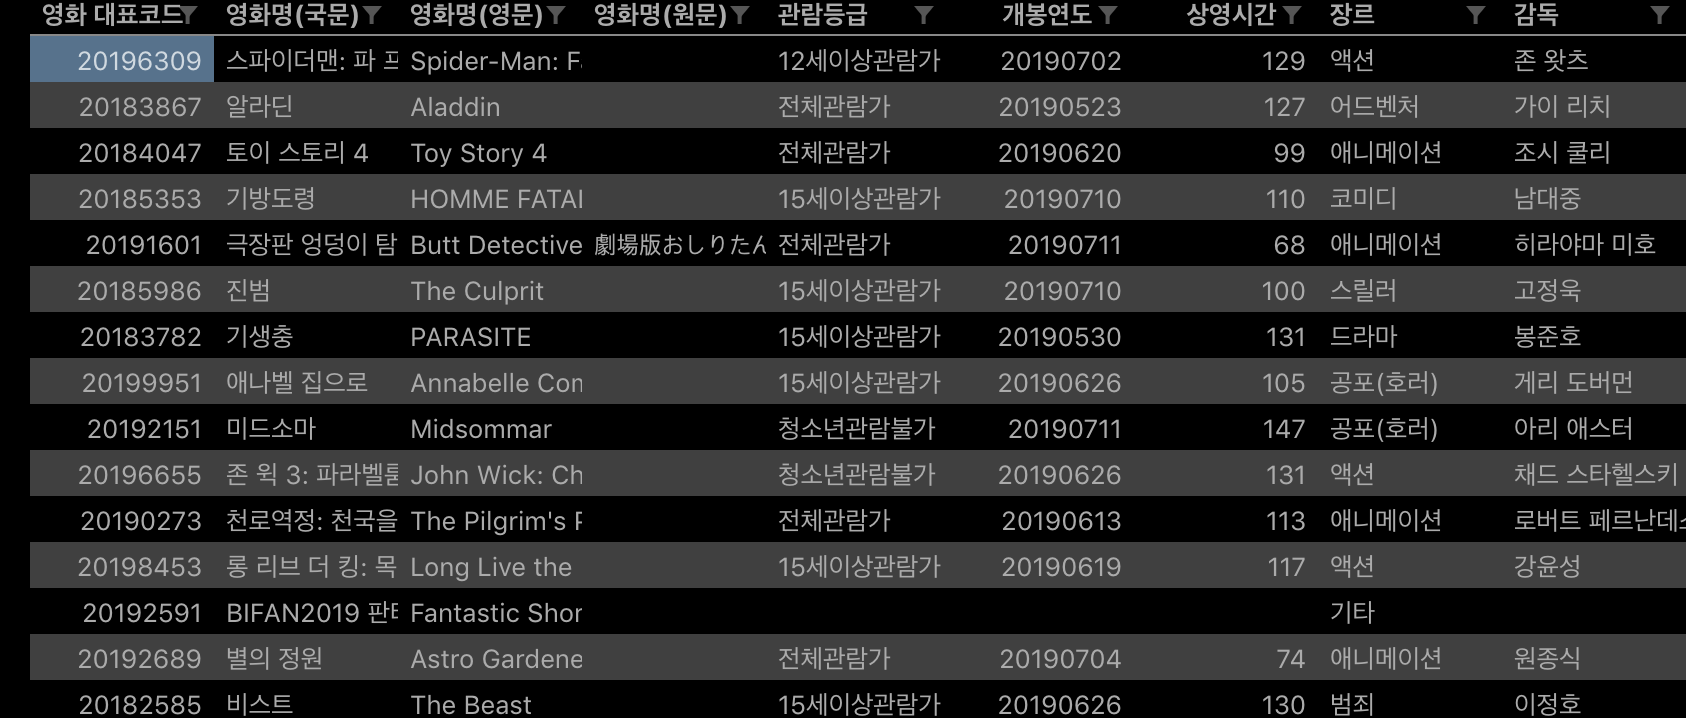 영화 대표코드 영화명(국문) 영화명(영문) 영화명(원문) 관람등급 개봉연도 상영시간 장르 감독
20196309 스파이더맨: 파 Spider-Man: F 12세이상관람가 20190702 129 액션 존 왓츠
20183867 알라딘 Aladdin 전체관람가 20190523 127 어드벤처 가이 리치
20184047 토이 스토리 4 Toy Story 4 전체관람가 20190620 99 애니메이션 조시 쿨리
20185353 기방도령 HOMME FATA 15세이상관람가 20190710 110 코미디 남대중
20191601 극장판 엉덩이 탐 Butt Detective 劇場版おしりたん 전체관람가 20190711 68 애니메이션 히라야마 미호
20185986 진범 The Culprit 15세이상관람가 20190710 100 스릴러 고정욱
20183782 기생충 PARASITE 15세이상관람가 20190530 131 드라마 봉준호
20199951 애나벨 집으로 Annabelle Com 15세이상관람가 20190626 105 공포(호러) 게리 도버먼
20192151 미드소마 Midsommar 청소년관람불가 20190711 147 공포(호러) 아리 애스터
20196655 존 윅 3: 파라벨룸 John Wick: Ch 청소년관람불가 20190626 131 액션 채드 스타헬스키
20190273 천로역정: 천국을 The Pilgrim's P 전체관람가 20190613 113 애니메이션 로버트 페르난데스
20198453 롱 리브 더 킹: 목 Long Live the 15세이상관람가 20190619 117 액션 강윤성
20192591 BIFAN2019 판타 Fantastic Shor 기타
20192689 별의 정원 Astro Gardene 전체관람가 20190704 74 애니메이션 원종식
20182585 비스트 The Beast 15세이상관람가 20190626 130 범죄 이정호